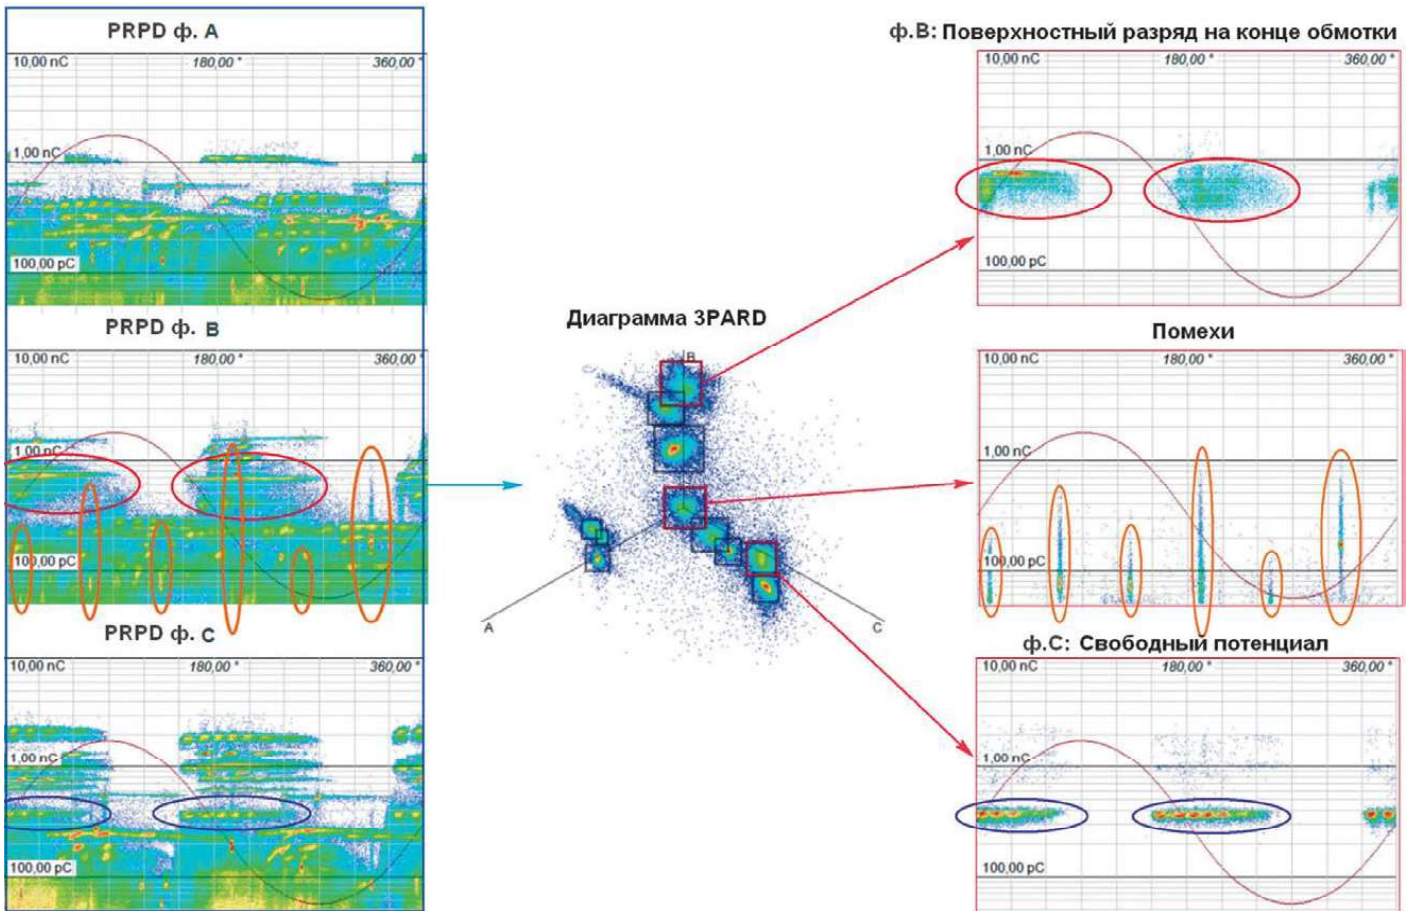 PRPD ф. A
10,00 nC
180,00 °
360,00 °
1,00 nC
100,00 pC
PRPD ф. B
10,00 nC
180,00 °
360,00 °
1,00 nC
100,00 pC
PRPD ф. C
10,00 nC
180,00 °
360,00 °
1,00 nC
100,00 pC
Диаграмма 3PARD
B
A
C
ф.B: Поверхностный разряд на конце обмотки
10,00 nC
180,00 °
360,00 °
1,00 nC
100,00 pC
Помехи
10,00 nC
180,00 °
360,00 °
1,00 nC
100,00 pC
ф.C: Свободный потенциал
10,00 nC
180,00 °
360,00 °
1,00 nC
100,00 pC